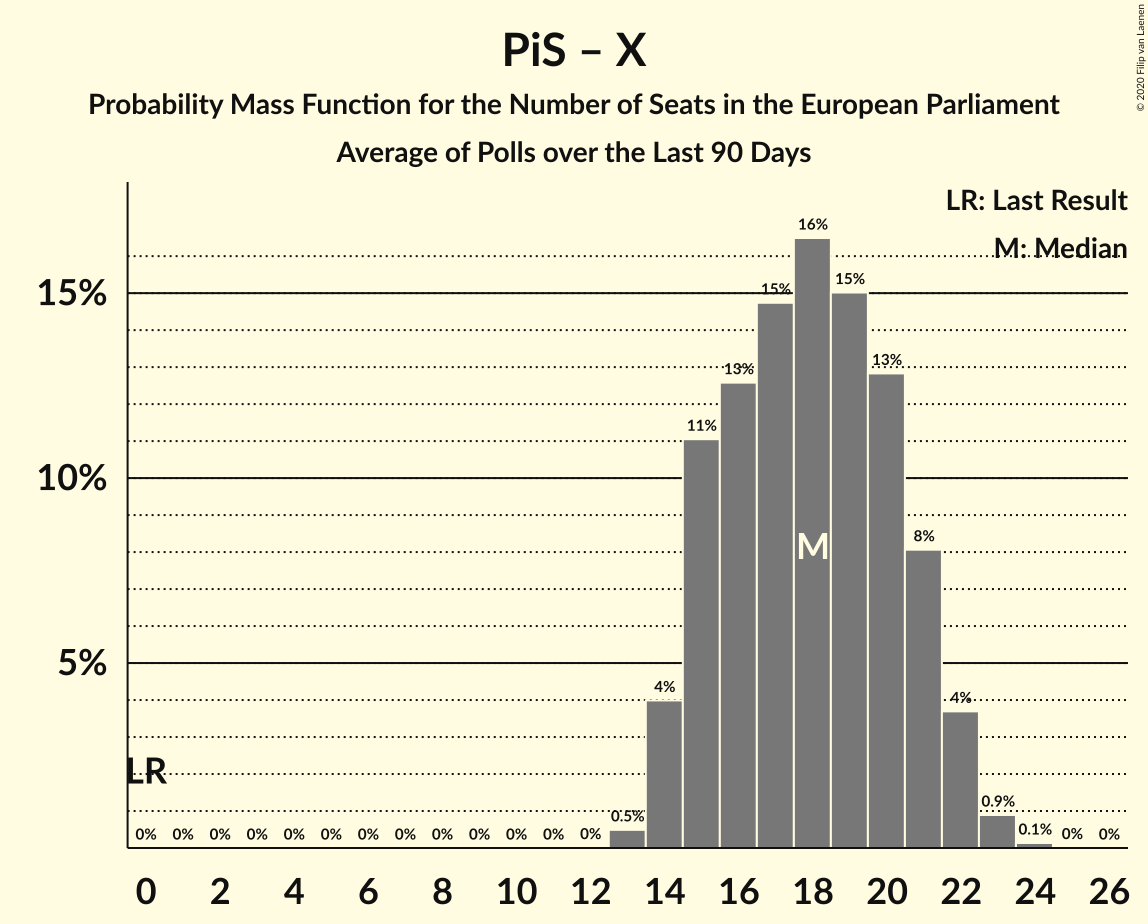 PiS – X
Probability Mass Function for the Number of Seats in the European Parliament
Average of Polls over the Last 90 Days
© 2020 Filip van Laenen
LR: Last Result
M: Median
15%
10%
5%
16%
15%
15%
13%
13%
11%
8%
4%
4%
0.5%
0.9%
0.1%
M
LR
0% 0% 0% 0% 0% 0% 0% 0% 0% 0% 0% 0% 0% 0% 0%
0 2 4 6 8 10 12 14 16 18 20 22 24 26